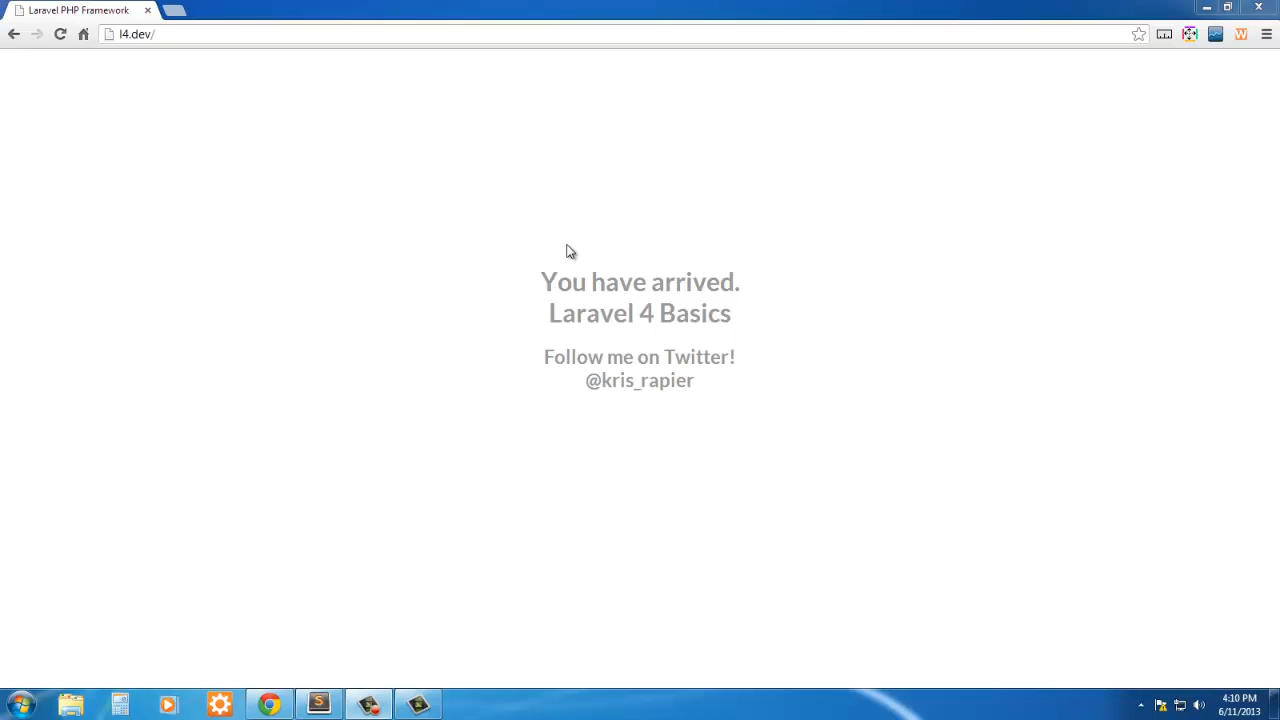 Laravel PHP Framework
l4.dev/
W
You have arrived.
Laravel 4 Basics
Follow me on Twitter!
@kris_rapier
S
4:10 PM
6/11/2013